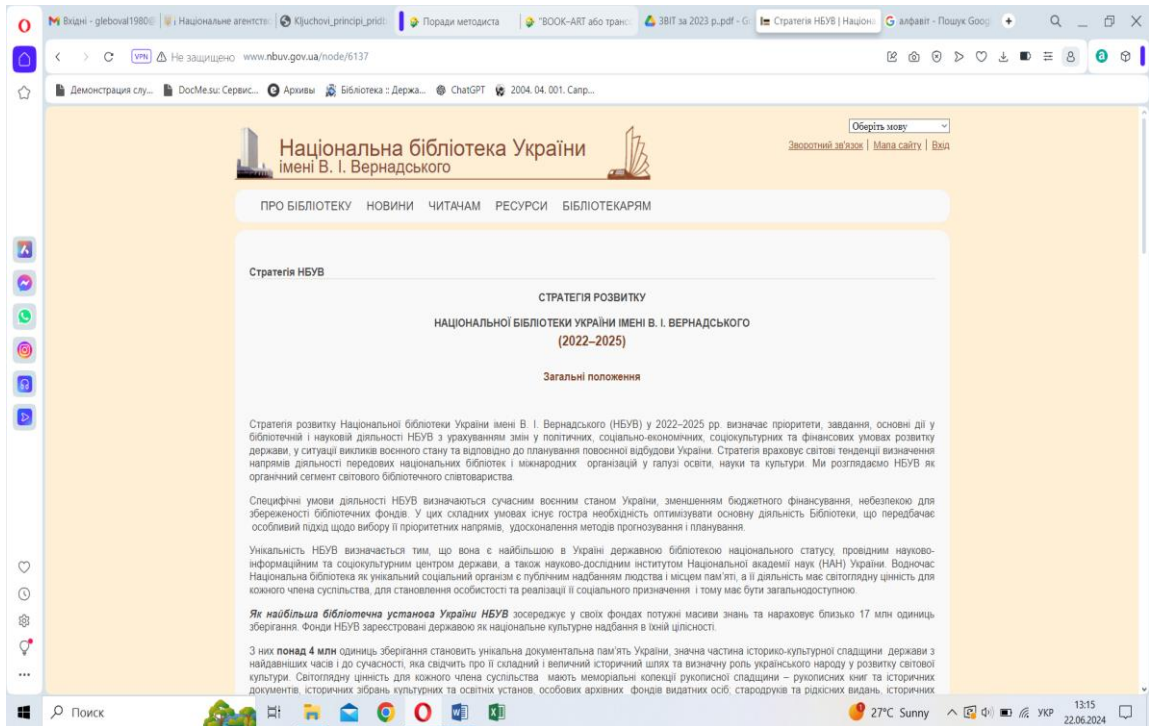 Вхідні - gleboval1980@
Національне агентство
Kljuchovi_principi_pridb
Поради методиста
"BOOK–ART або транс
ЗВІТ за 2023 р..pdf - G
Стратегія НБУВ | Націона
алфавіт - Пошук Goog
VPN
Не защищено www.nbuv.gov.ua/node/6137
Демонстрация слу...
DocMe.su: Сервис...
Архивы
Бібліотека :: Держа...
ChatGPT
2004. 04. 001. Сапр...
Оберіть мову
Національна бібліотека України
імені В. І. Вернадського
Зворотний зв'язок | Мапа сайту | Вхід
ПРО БІБЛІОТЕКУ НОВИНИ ЧИТАЧАМ РЕСУРСИ БІБЛІОТЕКАРЯМ
Стратегія НБУВ
СТРАТЕГІЯ РОЗВИТКУ
НАЦІОНАЛЬНОЇ БІБЛІОТЕКИ УКРАЇНИ ІМЕНІ В. І. ВЕРНАДСЬКОГО
(2022–2025)
Загальні положення
Стратегія розвитку Національної бібліотеки України імені В. І. Вернадського (НБУВ) у 2022–2025 рр. визначає пріоритети, завдання, основні дії у
бібліотечній і науковій діяльності НБУВ з урахуванням змін у політичних, соціально-економічних, соціокультурних та фінансових умовах розвитку
держави, у ситуації викликів воєнного стану та відповідно до планування повоєнної відбудови України. Стратегія враховує світові тенденції визначення
напрямів діяльності передових національних бібліотек і міжнародних організацій у галузі освіти, науки та культури. Ми розглядаємо НБУВ як
органічний сегмент світового бібліотечного співтовариства.
Специфічні умови діяльності НБУВ визначаються сучасним воєнним станом України, зменшенням бюджетного фінансування, небезпекою для
збереженості бібліотечних фондів. У цих складних умовах існує гостра необхідність оптимізувати основну діяльність Бібліотеки, що передбачає
особливий підхід щодо вибору її пріоритетних напрямів, удосконалення методів прогнозування і планування.
Унікальність НБУВ визначається тим, що вона є найбільшою в Україні державною бібліотекою національного статусу, провідним науково-
інформаційним та соціокультурним центром держави, а також науково-дослідним інститутом Національної академії наук (НАН) України. Водночас
Національна бібліотека як унікальний соціальний організм є публічним надбанням людства і місцем пам'яті, а її діяльність має світоглядну цінність для
кожного члена суспільства, для становлення особистості та реалізації її соціального призначення і тому має бути загальнодоступною.
Як найбільша бібліотечна установа України НБУВ зосереджує у своїх фондах потужні масиви знань та нараховує близько 17 млн одиниць
зберігання. Фонди НБУВ зареєстровані державою як національне культурне надбання в їхній цілісності.
З них понад 4 млн одиниць зберігання становить унікальна документальна пам'ять України, значна частина історико-культурної спадщини держави з
найдавніших часів і до сучасності, яка свідчить про її складний і величний історичний шлях та визначну роль українського народу у розвитку світової
культури. Світоглядну цінність для кожного члена суспільства мають меморіальні колекції рукописної спадщини – рукописних книг та історичних
документів, історичних зібрань культурних та освітніх установ, особових архівних фондів видатних осіб, стародруків та рідкісних видань, історичних
Поиск
27°C Sunny
УКР
13:15
22.06.2024